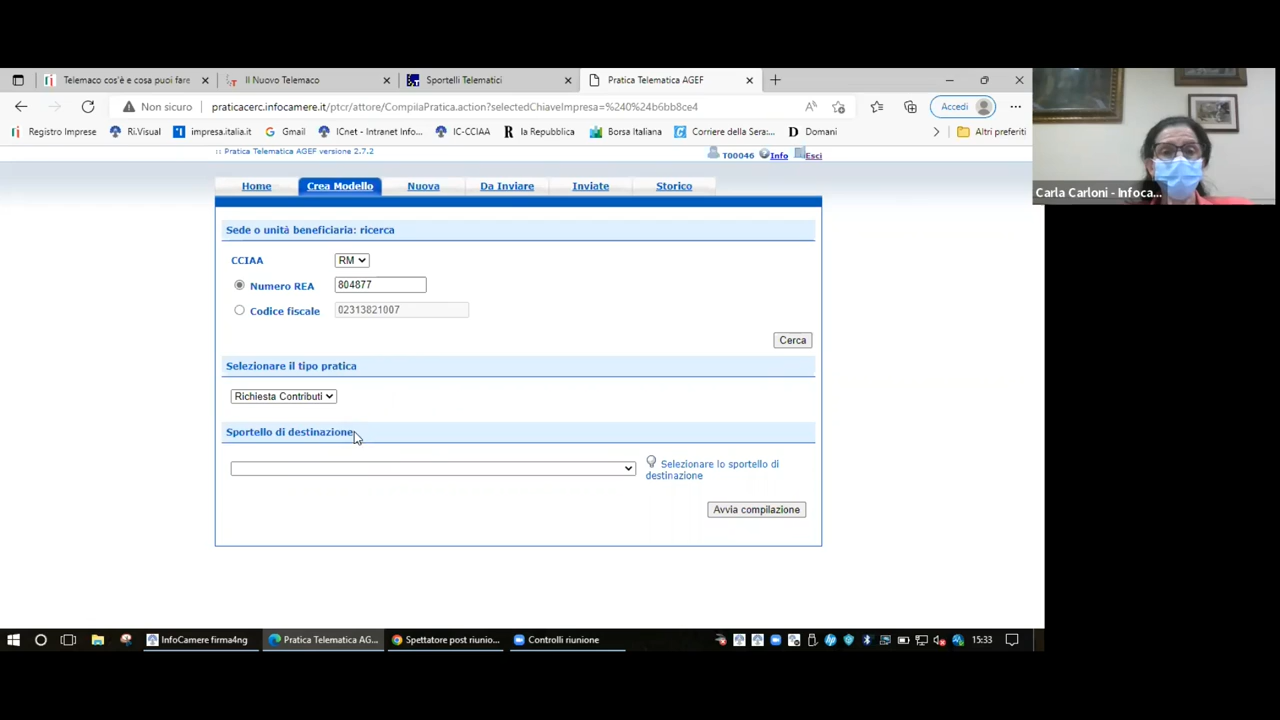 Telemaco cos'è e cosa puoi fare
Il Nuovo Telemaco
Sportelli Telematici
Pratica Telematica AGEF
Non sicuro
praticacerc.infocamere.it/ptcr/attore/CompilaPratica.action?selectedChiaveImpresa=%240%24b6bb8ce4
Accedi
Registro Imprese
Ri.Visual
impresa.italia.it
Gmail
ICnet - Intranet Info...
IC-CCIAA
la Repubblica
Borsa Italiana
Corriere della Sera:...
Domani
Altri preferiti
:: Pratica Telematica AGEF versione 2.7.2
T00046 Info Esci
Home Crea Modello Nuova Da Inviare Inviate Storico
Sede o unità beneficiaria: ricerca
CCIAA RM
Numero REA 804877
Codice fiscale 02313821007
Cerca
Selezionare il tipo pratica
Richiesta Contributi
Sportello di destinazione
Selezionare lo sportello di
destinazione
Avvia compilazione
Carla Carloni - Infoca...
InfoCamere firma4ng
Pratica Telematica AG...
Spettatore post riunio...
Controlli riunione
15:33